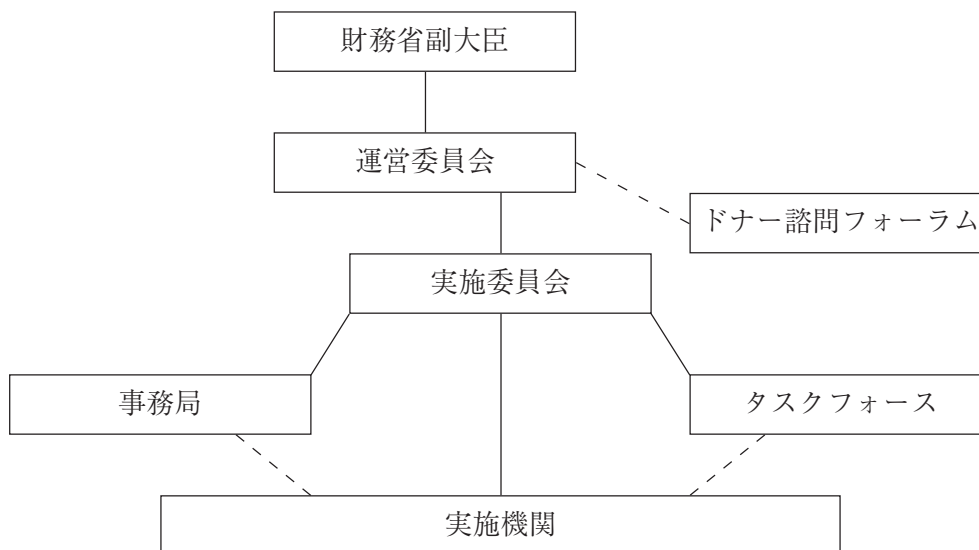 財務省副大臣
運営委員会
ドナー諮問フォーラム
実施委員会
事務局
タスクフォース
実施機関